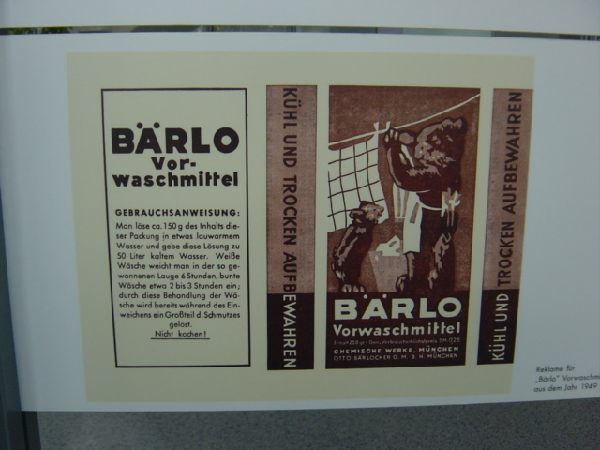 BÄRLO
Vor-
waschmittel
GEBRAUCHSANWEISUNG:
Man löse ca. 150 g des Inhalts die-
ser Packung in etwas lauwarmem
Wasser und gebe diese Lösung zu
50 Liter kaltem Wasser. Weiße
Wäsche weicht man in der so ge-
wonnenen Lauge 6 Stunden, bunte
Wäsche etwa 2 bis 3 Stunden ein;
durch diese Behandlung der Wä-
sche wird bereits während des Ein-
weichens ein Großteil d. Schmutzes
gelöst.
Nicht kochen!
KÜHL UND TROCKEN AUFBEWAHREN
BÄRLO
Vorwaschmittel
CHEMISCHE WERKE, MÜNCHEN
OTTO BÄRLOCHER G.M.B.H. MÜNCHEN
KÜHL UND TROCKEN AUFBEWAHREN
Reklame für
„Bärlo" Vorwaschmi
aus dem Jahr 1949